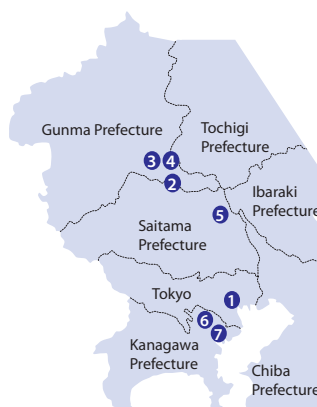 Gunma Prefecture
Tochigi
Prefecture
3 4
2
Ibaraki
Prefecture
5
Saitama
Prefecture
Tokyo
1
6
7
Kanagawa
Prefecture
Chiba
Prefecture